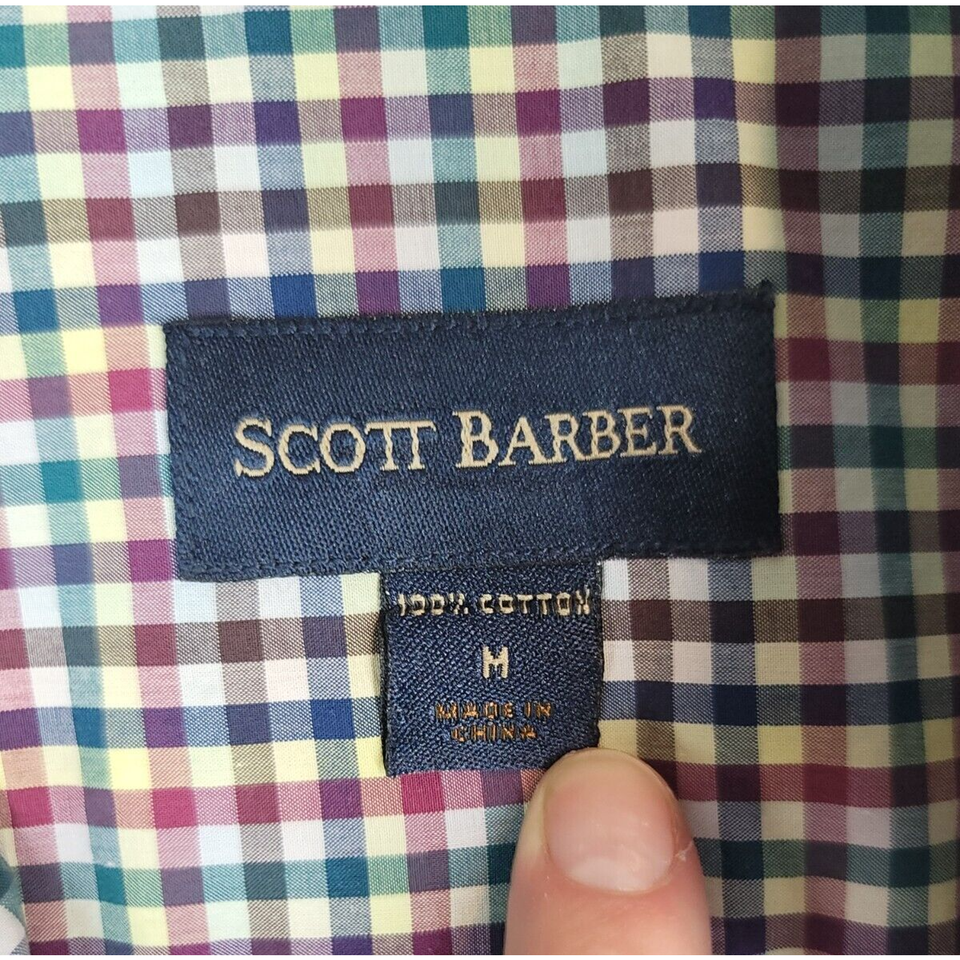 SCOTT BARBER
100% COTTON
M
MADE IN
CHINA